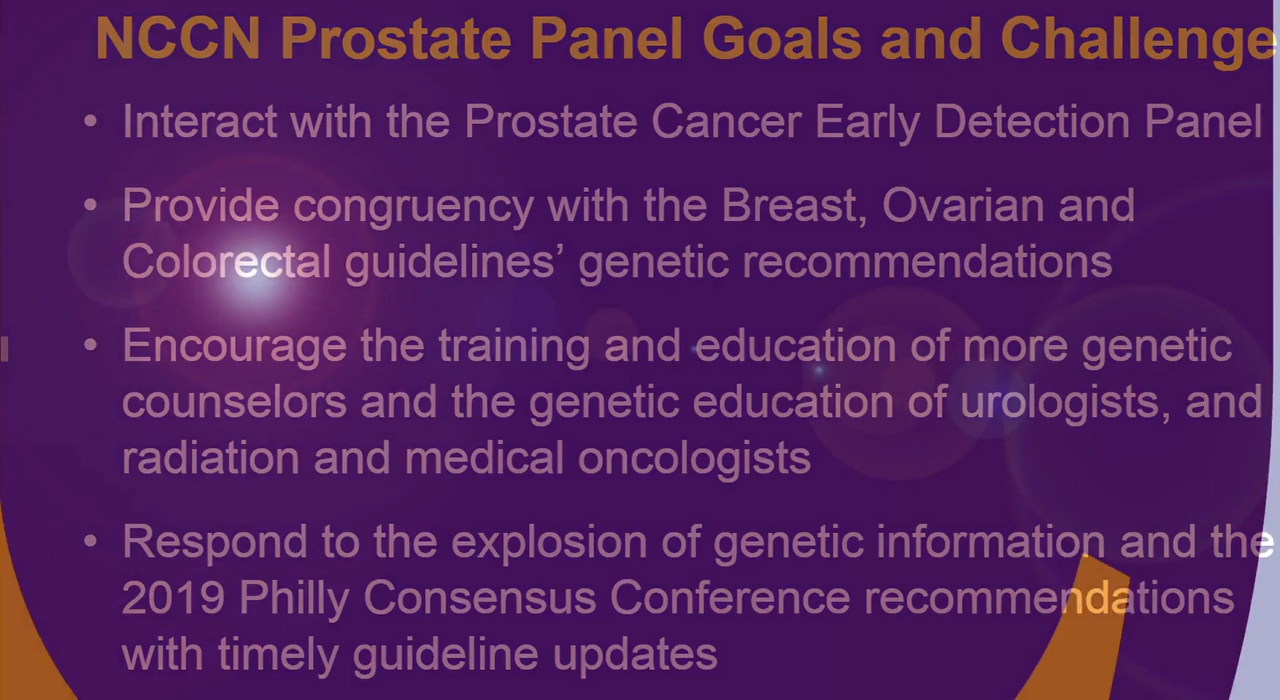 NCCN Prostate Panel Goals and Challenge
• Interact with the Prostate Cancer Early Detection Panel
• Provide congruency with the Breast, Ovarian and
Colorectal guidelines’ genetic recommendations
• Encourage the training and education of more genetic
counselors and the genetic education of urologists, and
radiation and medical oncologists
• Respond to the explosion of genetic information and the
2019 Philly Consensus Conference recommendations
with timely guideline updates